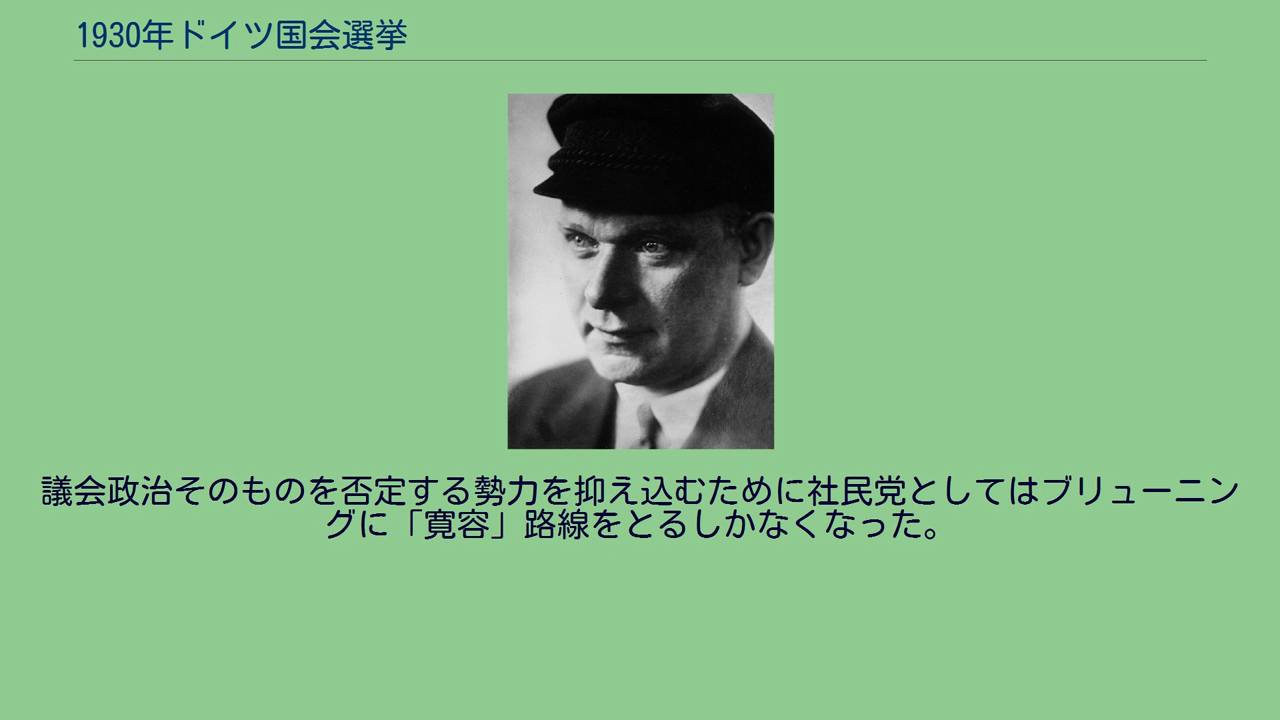 1930年ドイツ国会選挙
議会政治そのものを否定する勢力を抑え込むために社民党としてはブリューニン
グに「寛容」路線をとるしかなくなった。